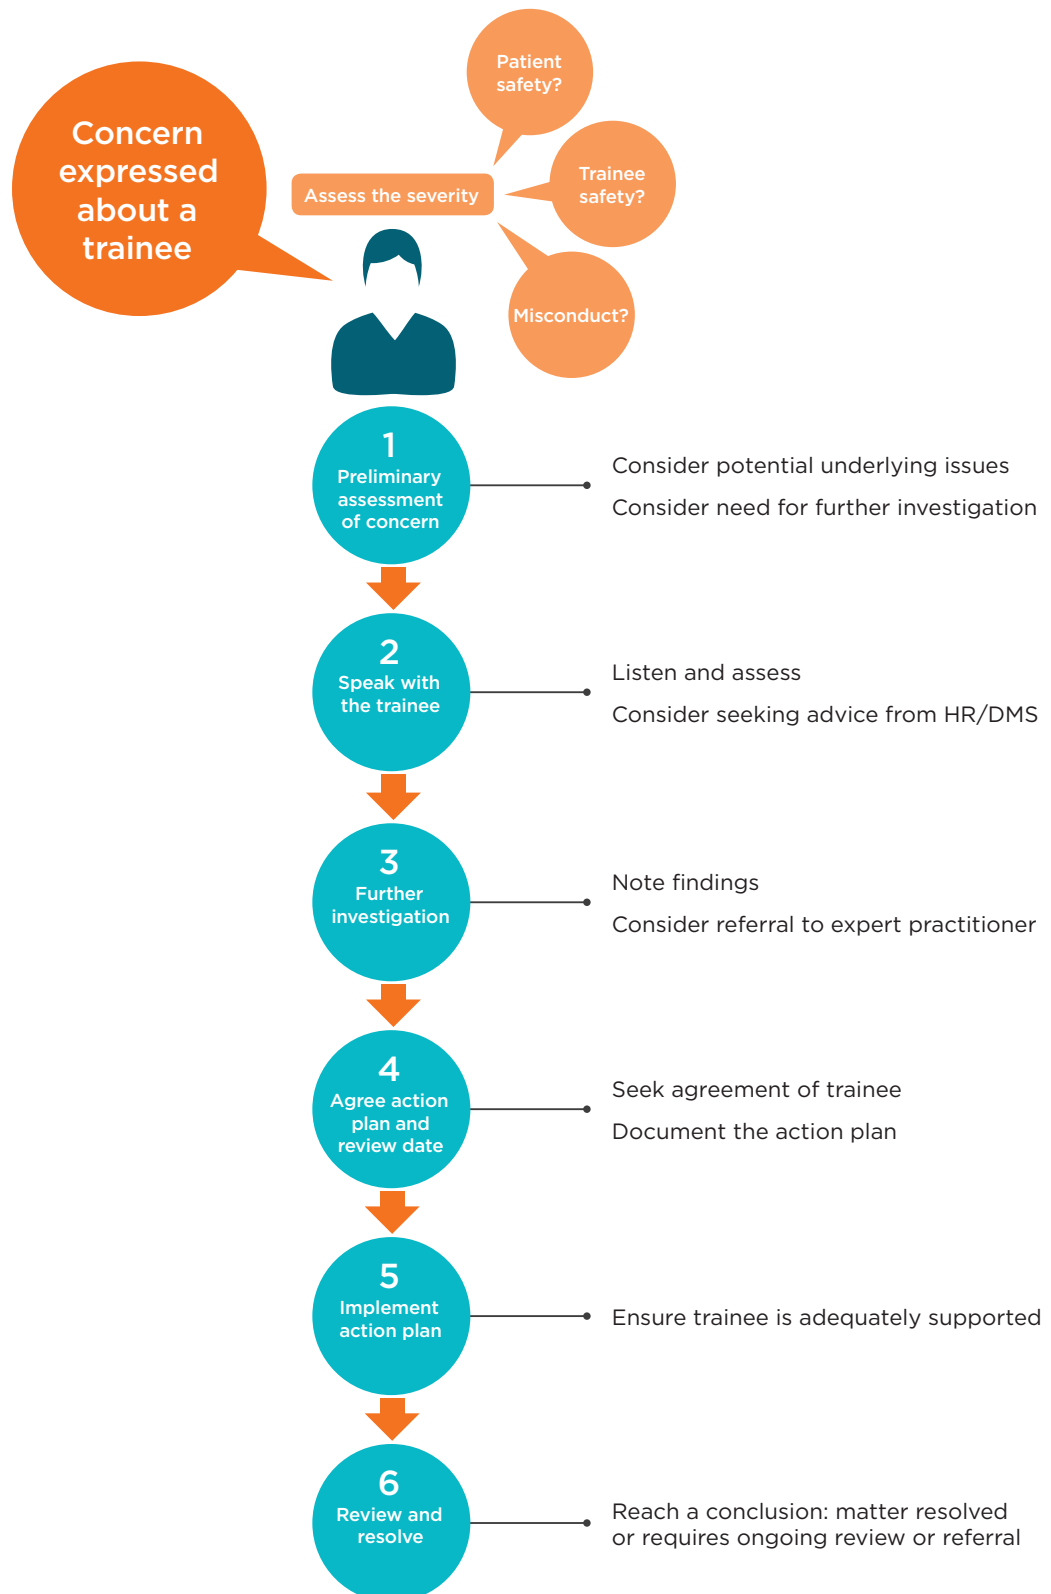 Concern
expressed
about a
trainee
Patient
safety?
Assess the severity
Trainee
safety?
Misconduct?
1
Preliminary
assessment
of concern
Consider potential underlying issues
Consider need for further investigation
2
Speak with
the trainee
Listen and assess
Consider seeking advice from HR/DMS
3
Further
investigation
Note findings
Consider referral to expert practitioner
4
Agree action
plan and
review date
Seek agreement of trainee
Document the action plan
5
Implement
action plan
Ensure trainee is adequately supported
6
Review and
resolve
Reach a conclusion: matter resolved
or requires ongoing review or referral